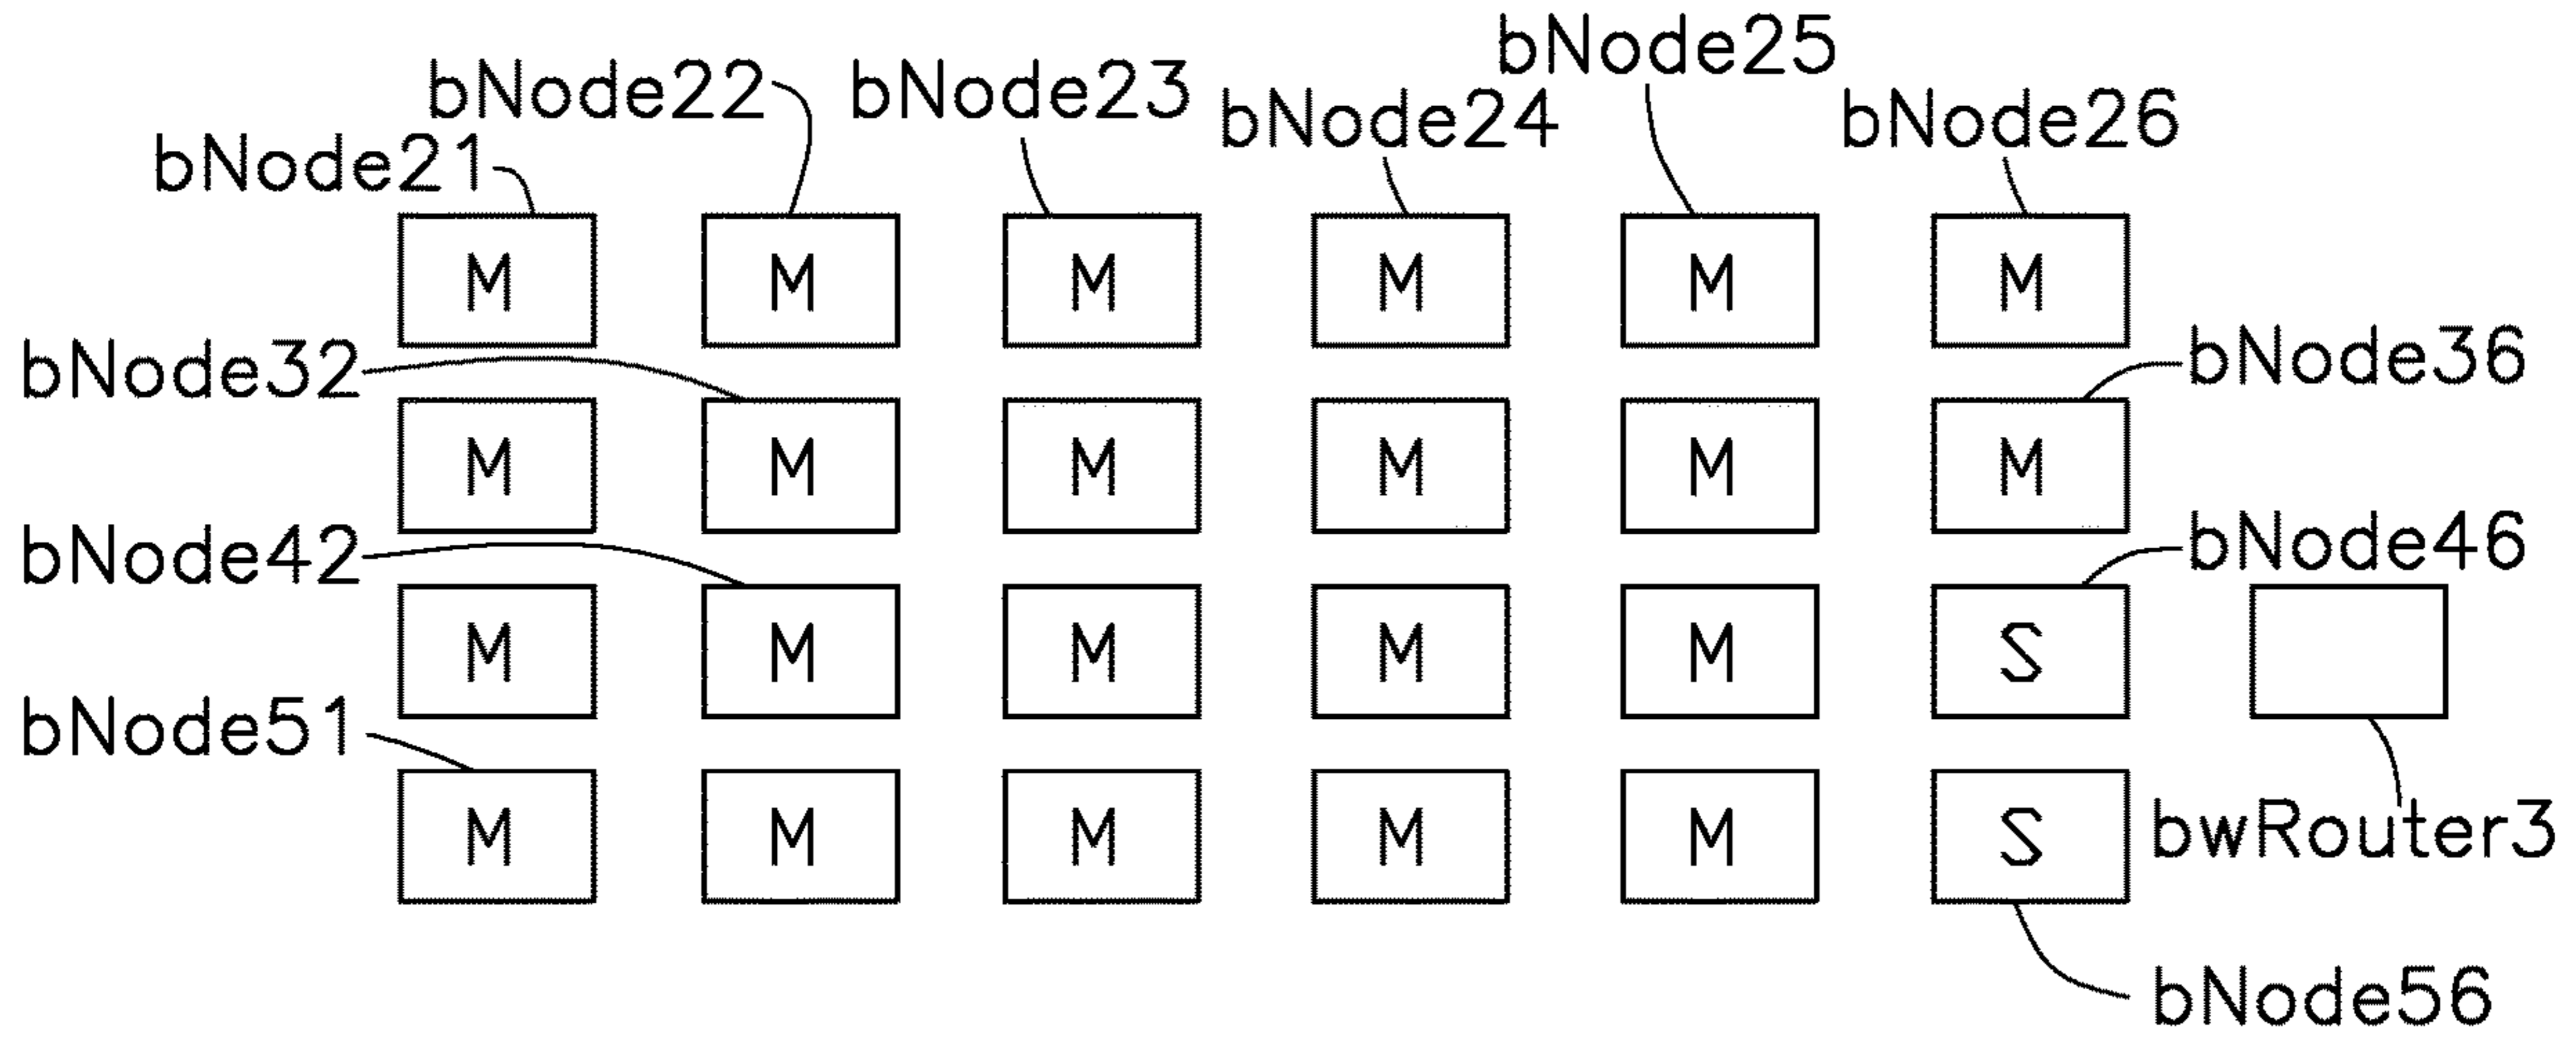 bNode25
bNode22 bNode23 bNode24 bNode26
bNode21
M M M M M M
bNode32 bNode36
M M M M M M
bNode42 bNode46
M M M M M S
bNode51
M M M M M S bwRouter3
bNode56